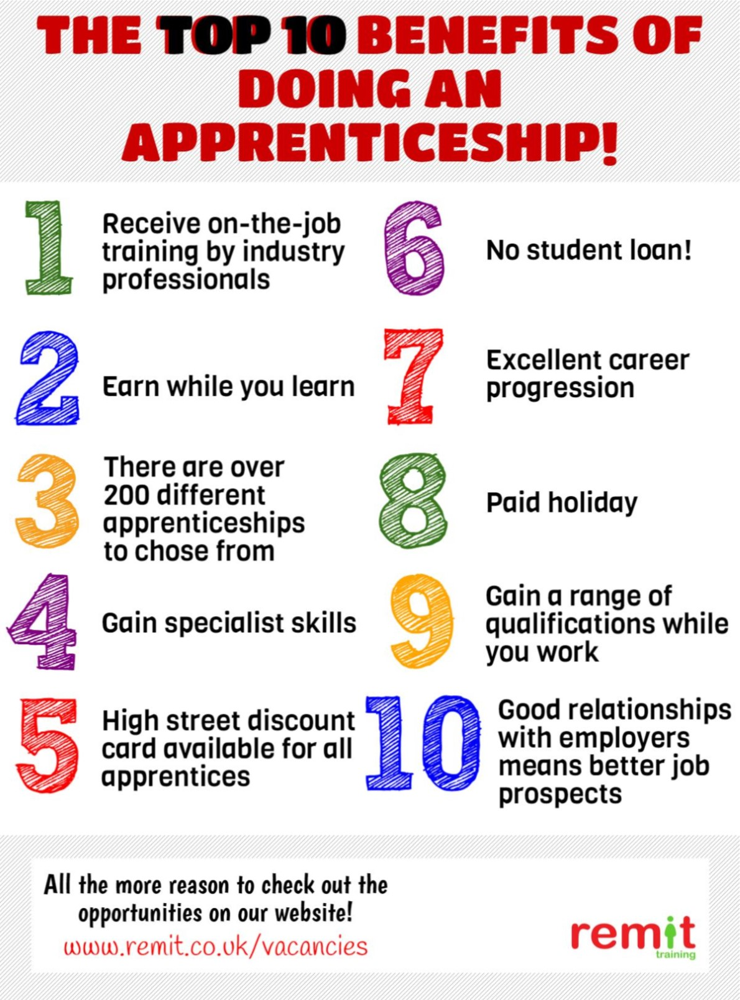 THE TOP 10 BENEFITS OF
DOING AN
APPRENTICESHIP!
1
Receive on-the-job
training by industry
professionals
2
Earn while you learn
3
There are over
200 different
apprenticeships
to chose from
4
Gain specialist skills
5
High street discount
card available for all
apprentices
6
No student loan!
7
Excellent career
progression
8
Paid holiday
9
Gain a range of
qualifications while
you work
10
Good relationships
with employers
means better job
prospects
All the more reason to check out the
opportunities on our website!
www.remit.co.uk/vacancies
remit
training